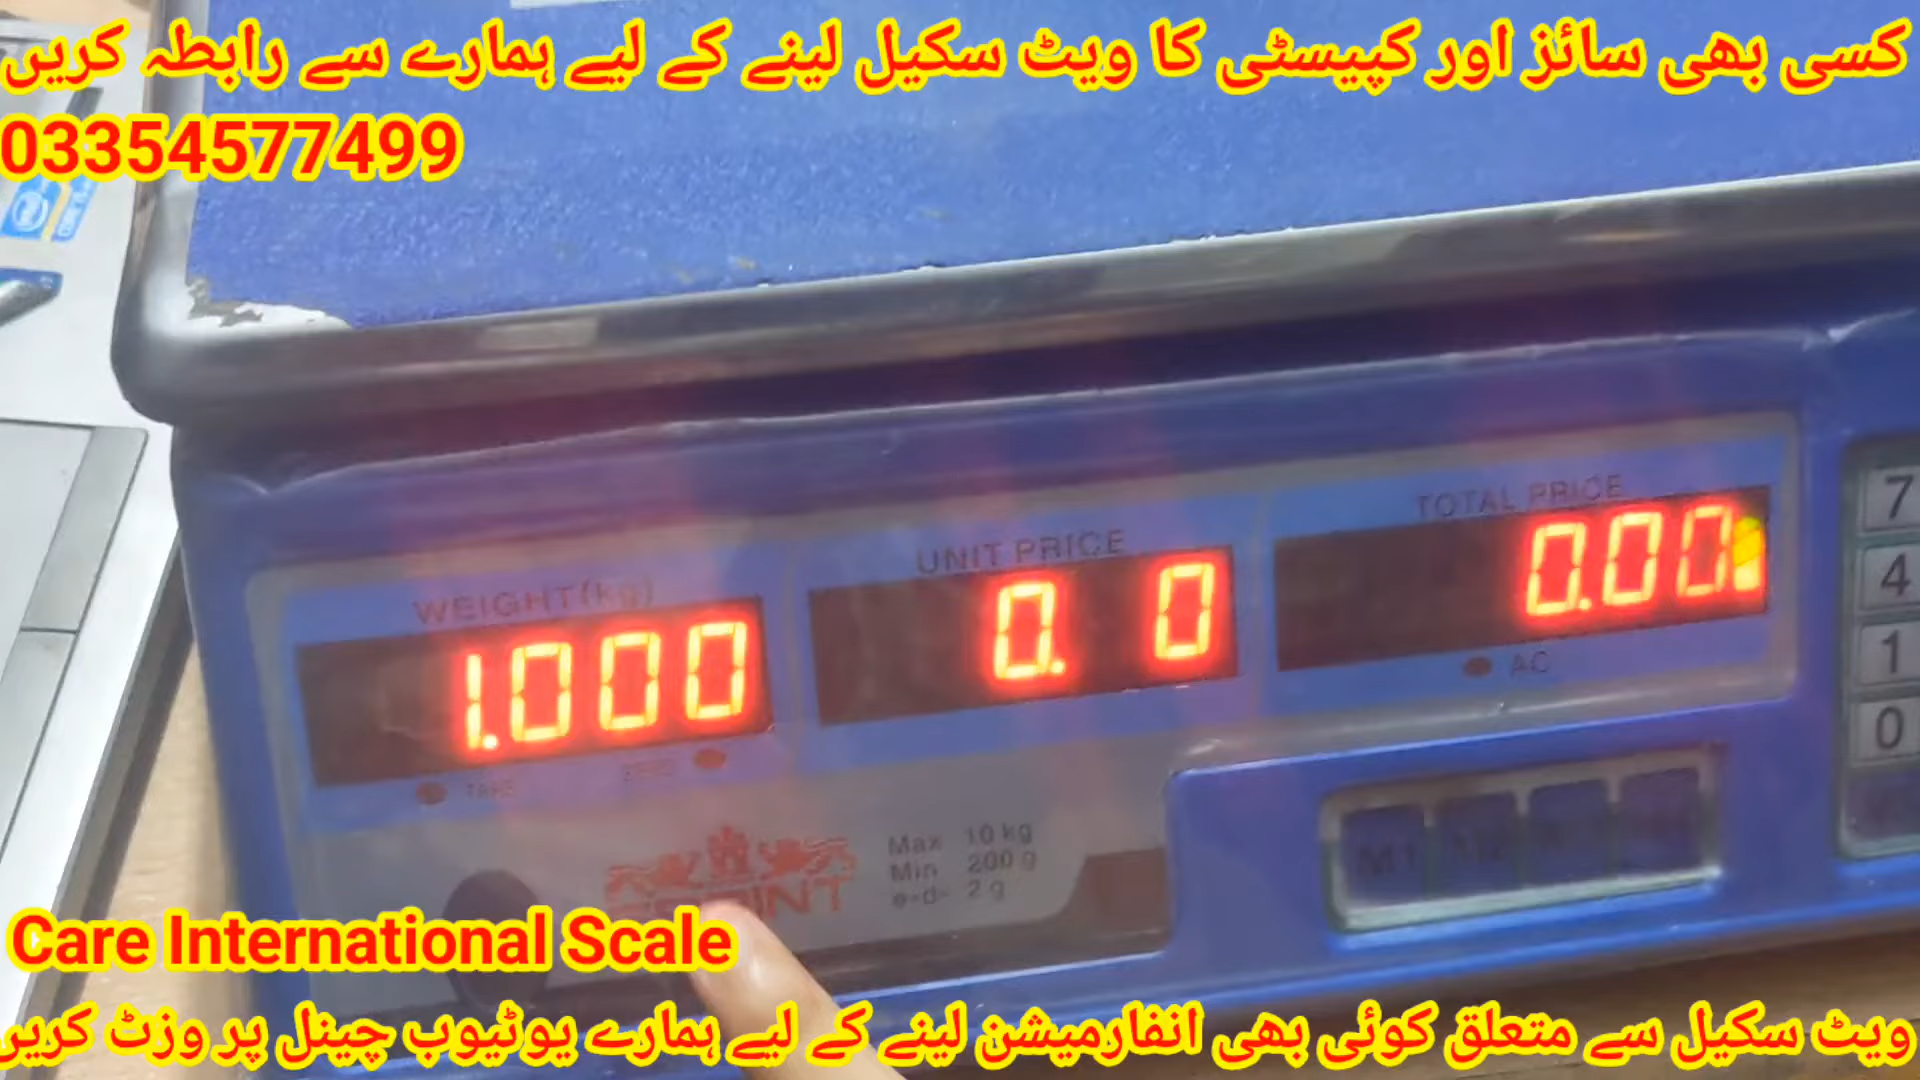 کسی بھی سائز اور کپیسٹی کا ویٹ سکیل لینے کے لیے ہمارے سے رابطہ کریں
03354577499
WEIGHT(kg)
UNIT PRICE
TOTAL PRICE
1.000
0. 0
0.00
TARE
ZERO
AC
Max 10 kg
Min 200 g
e=d= 2 g
M1
7
4
1
0
Care International Scale
ویٹ سکیل سے متعلق کوئی بھی انفارمیشن لینے کے لیے ہمارے یوٹیوب چینل پر وزٹ کریں